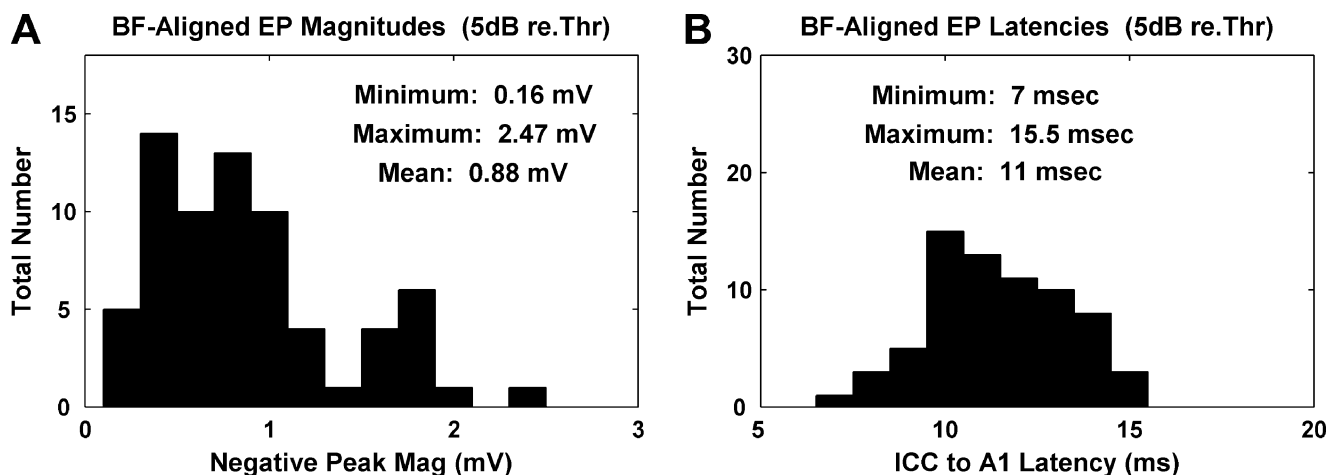 A
BF-Aligned EP Magnitudes (5dB re.Thr)
Minimum: 0.16 mV
Maximum: 2.47 mV
Mean: 0.88 mV
Total Number
15
10
5
0
0
1
2
3
Negative Peak Mag (mV)
B
BF-Aligned EP Latencies (5dB re.Thr)
Minimum: 7 msec
Maximum: 15.5 msec
Mean: 11 msec
Total Number
30
20
10
0
5
10
15
20
ICC to A1 Latency (ms)